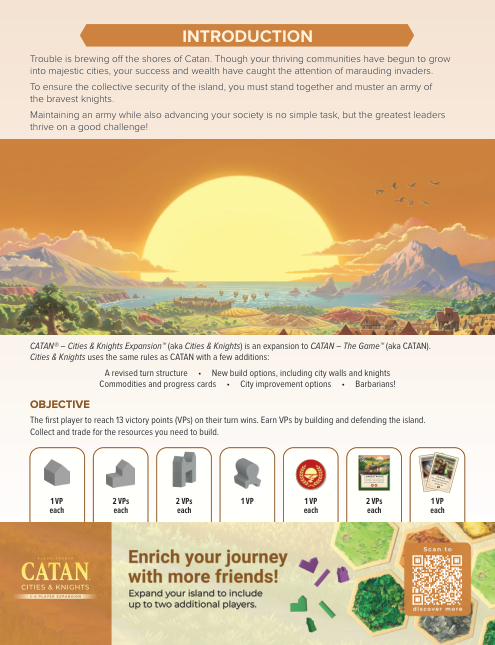 INTRODUCTION
Trouble is brewing off the shores of Catan. Though your thriving communities have begun to grow
into majestic cities, your success and wealth have caught the attention of marauding invaders.
To ensure the collective security of the island, you must stand together and muster an army of
the bravest knights.
Maintaining an army while also advancing your society is no simple task, but the greatest leaders
thrive on a good challenge!
CATAN® – Cities & Knights Expansion™ (aka Cities & Knights) is an expansion to CATAN – The Game™ (aka CATAN).
Cities & Knights uses the same rules as CATAN with a few additions:
A revised turn structure • New build options, including city walls and knights
Commodities and progress cards • City improvement options • Barbarians!
OBJECTIVE
The first player to reach 13 victory points (VPs) on their turn wins. Earn VPs by building and defending the island.
Collect and trade for the resources you need to build.
1 VP
each
2 VPs
each
2 VPs
each
1 VP
1 VP
each
2 VPs
each
1 VP
each
CATAN
CITIES & KNIGHTS
Enrich your journey
with more friends!
Expand your island to include
up to two additional players.
Scan to
discover more